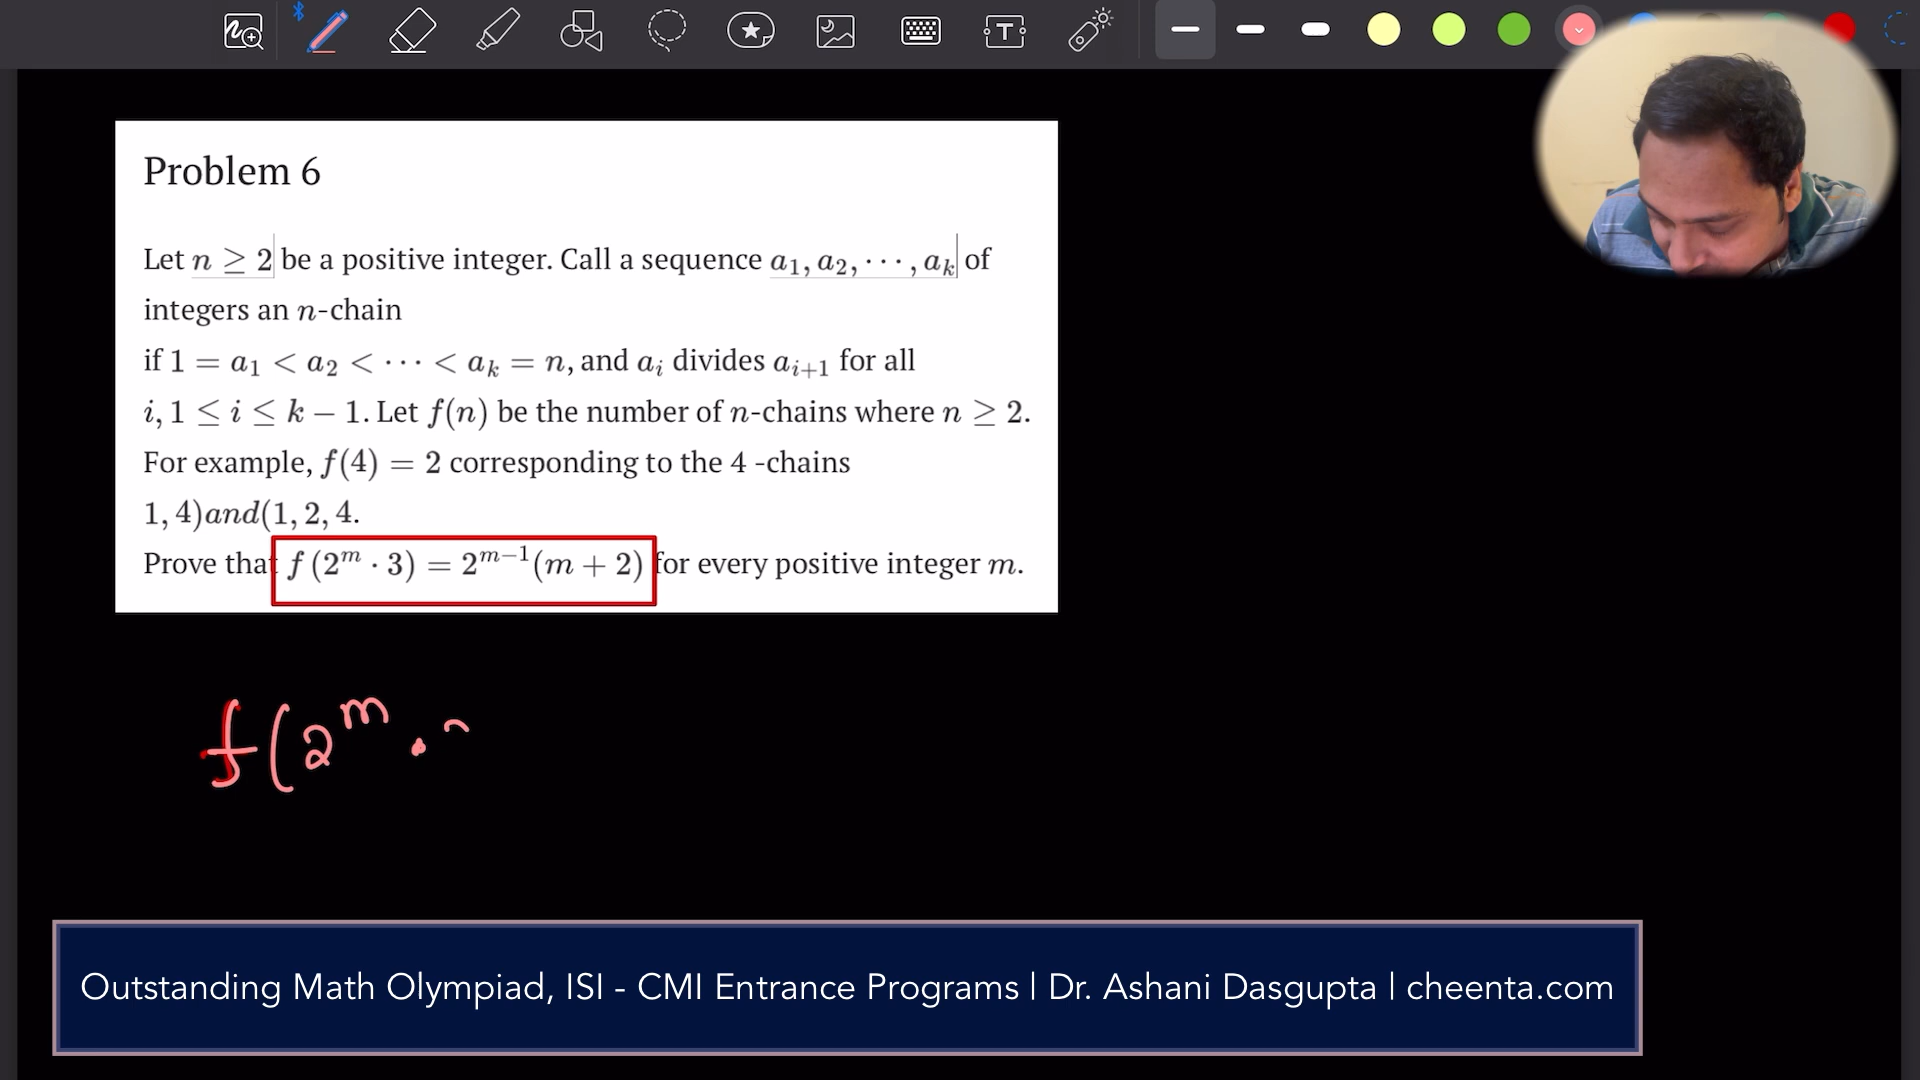 Problem 6
Let n ≥ 2 be a positive integer. Call a sequence a₁, a₂, ⋯ , aₖ of
integers an n-chain
if 1 = a₁ < a₂ < ⋯ < aₖ = n, and aᵢ divides aᵢ₊₁ for all
i, 1 ≤ i ≤ k − 1. Let f(n) be the number of n-chains where n ≥ 2.
For example, f(4) = 2 corresponding to the 4 -chains
1, 4)and(1, 2, 4.
Prove that f (2ᵐ · 3) = 2ᵐ⁻¹(m + 2) for every positive integer m.
f(2ᵐ ·
Outstanding Math Olympiad, ISI - CMI Entrance Programs | Dr. Ashani Dasgupta | cheenta.com